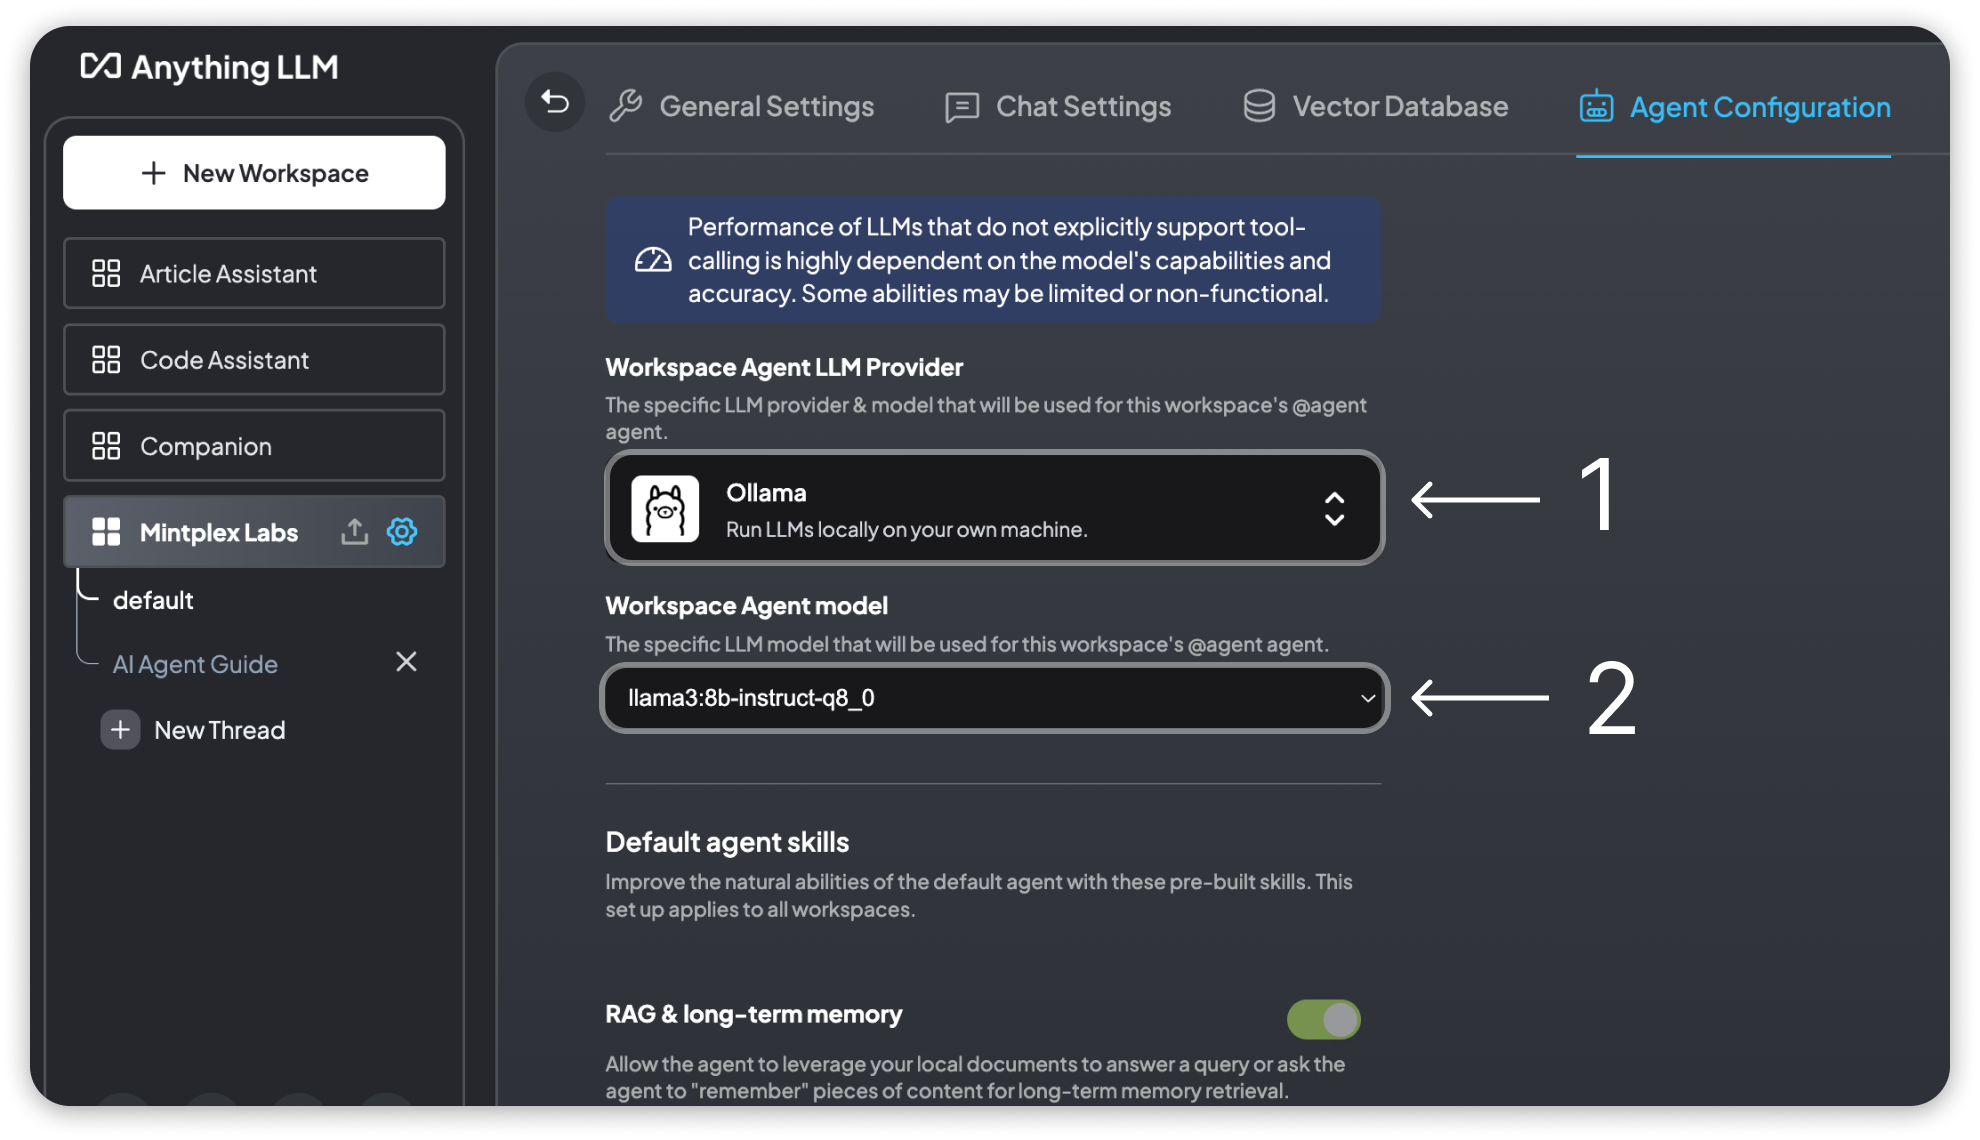 Anything LLM
New Workspace
Article Assistant
Code Assistant
Companion
Mintplex Labs
default
AI Agent Guide
New Thread
General Settings
Chat Settings
Vector Database
Agent Configuration
Performance of LLMs that do not explicitly support tool-
calling is highly dependent on the model's capabilities and
accuracy. Some abilities may be limited or non-functional.
Workspace Agent LLM Provider
The specific LLM provider & model that will be used for this workspace's @agent
agent.
Ollama
Run LLMs locally on your own machine.
1
Workspace Agent model
The specific LLM model that will be used for this workspace's @agent agent.
llama3:8b-instruct-q8_0
2
Default agent skills
Improve the natural abilities of the default agent with these pre-built skills. This
set up applies to all workspaces.
RAG & long-term memory
Allow the agent to leverage your local documents to answer a query or ask the
agent to "remember" pieces of content for long-term memory retrieval.